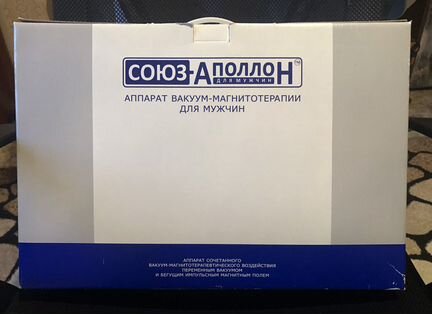 СОЮЗ-АПОЛЛОН™
ДЛЯ МУЖЧИН
АППАРАТ ВАКУУМ-МАГНИТОТЕРАПИИ
ДЛЯ МУЖЧИН
АППАРАТ СОЧЕТАННОГО
ВАКУУМ-МАГНИТОТЕРАПЕВТИЧЕСКОГО ВОЗДЕЙСТВИЯ
ПЕРЕМЕННЫМ ВАКУУМОМ
И БЕГУЩИМ ИМПУЛЬСНЫМ МАГНИТНЫМ ПОЛЕМ